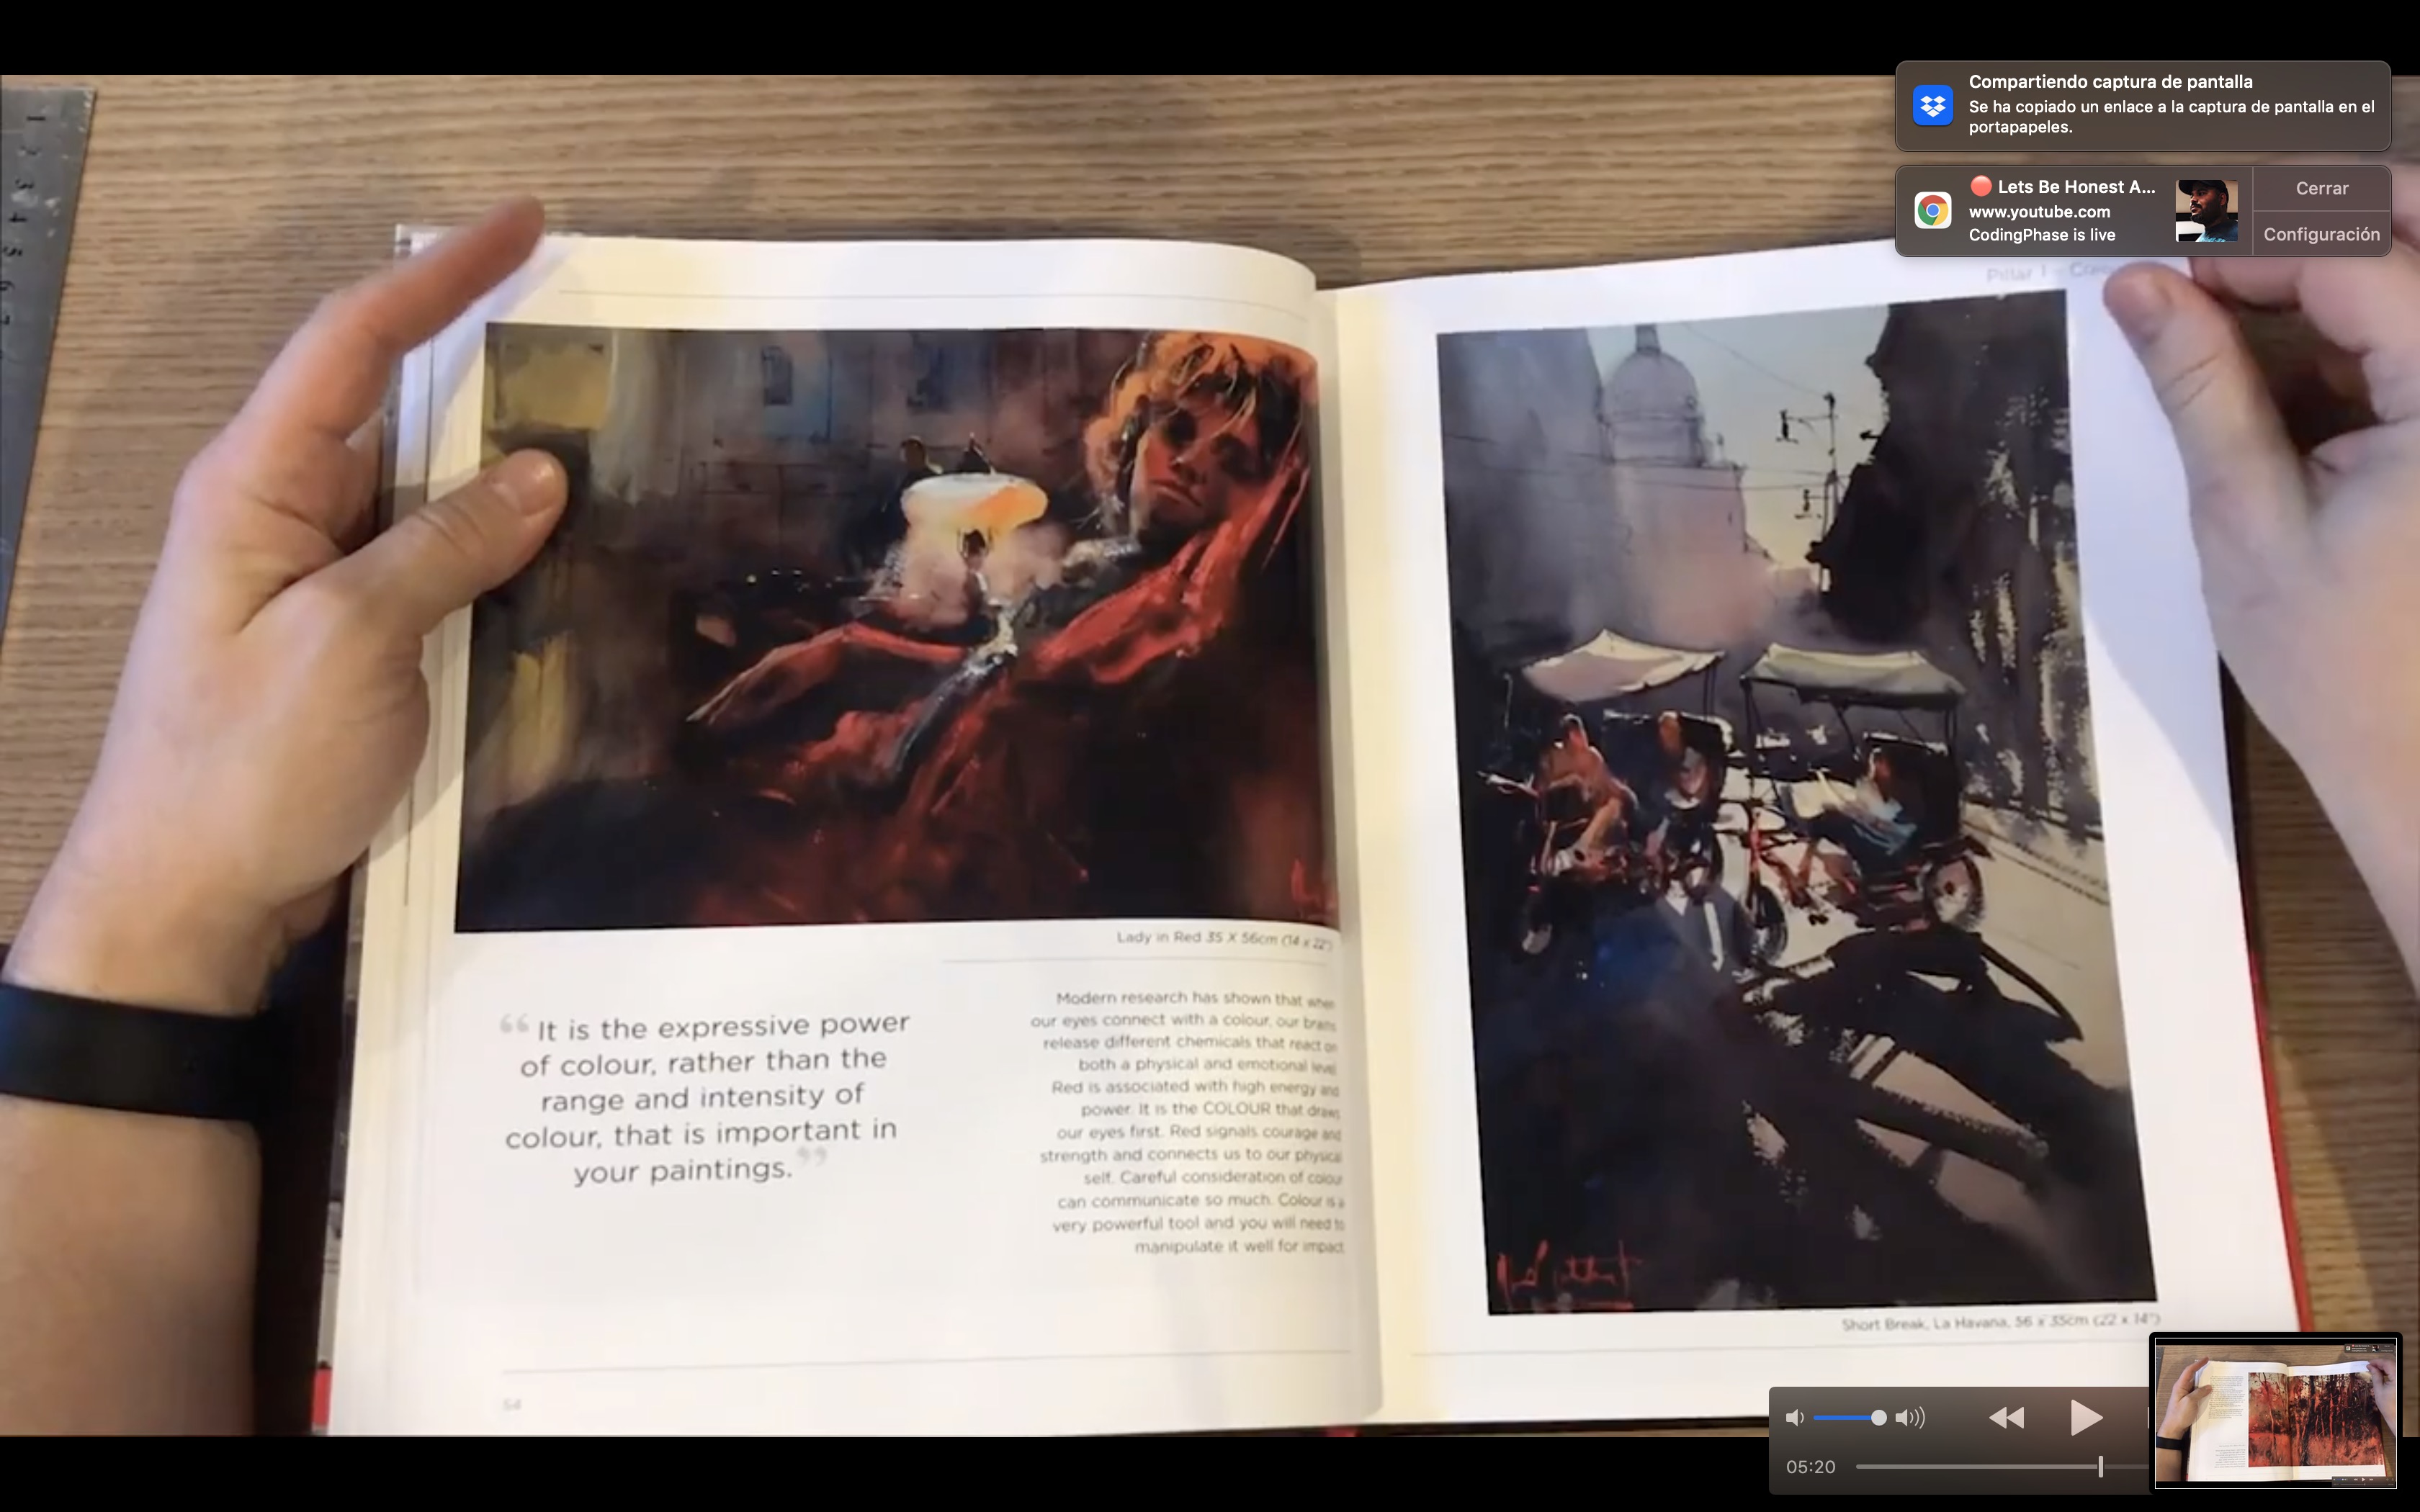 Compartiendo captura de pantalla
Se ha copiado un enlace a la captura de pantalla en el
portapapeles.
Lets Be Honest A...
www.youtube.com
CodingPhase is live
Cerrar
Configuración
Pillar 1
Lady in Red 35 X 56cm (14 x 22")
“ It is the expressive power
of colour, rather than the
range and intensity of
colour, that is important in
your paintings. ”
Modern research has shown that when
our eyes connect with a colour, our brains
release different chemicals that react on
both a physical and emotional level.
Red is associated with high energy and
power. It is the COLOUR that draws
our eyes first. Red signals courage and
strength and connects us to our physical
self. Careful consideration of colour
can communicate so much. Colour is a
very powerful tool and you will need to
manipulate it well for impact.
Short Break, La Havana, 56 x 35cm (22 x 14")
54
05:20